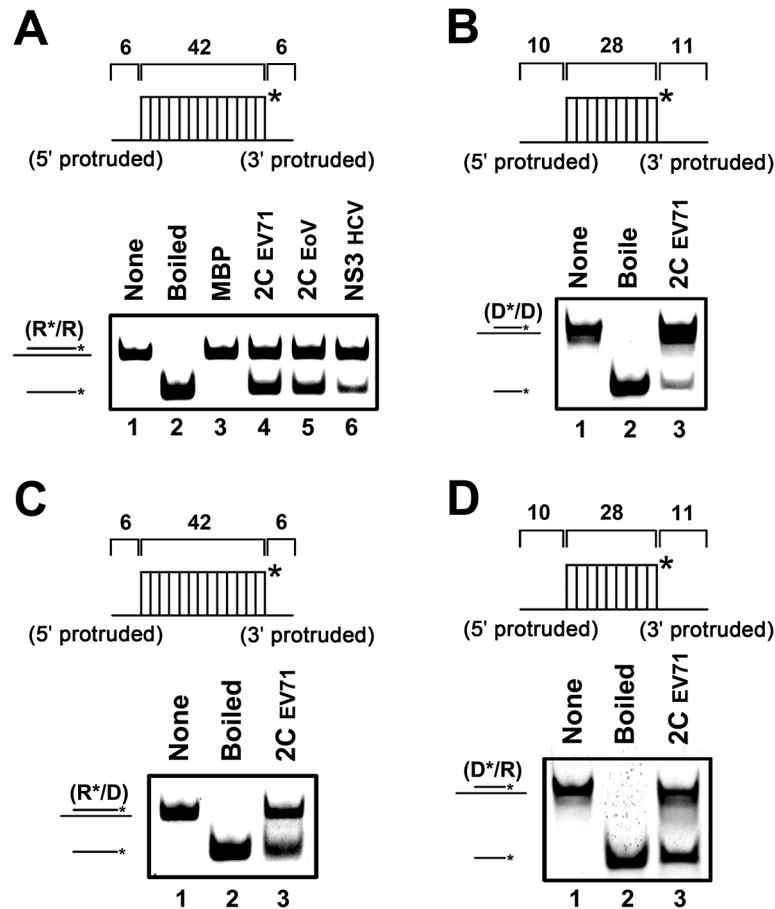 A
6 42 6
*
(5' protruded) (3' protruded)
None Boiled MBP 2C EV71 2C EoV NS3 HCV
(R*/R)
*
*
1 2 3 4 5 6
B
10 28 11
*
(5' protruded) (3' protruded)
None Boile 2C EV71
(D*/D)
*
*
1 2 3
C
6 42 6
*
(5' protruded) (3' protruded)
None Boiled 2C EV71
(R*/D)
*
*
1 2 3
D
10 28 11
*
(5' protruded) (3' protruded)
None Boiled 2C EV71
(D*/R)
*
*
1 2 3